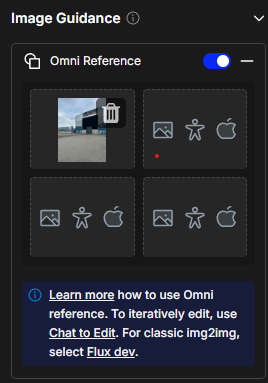 Image Guidance
Omni Reference
Learn more how to use Omni
reference. To iteratively edit, use
Chat to Edit. For classic img2img,
select Flux dev.